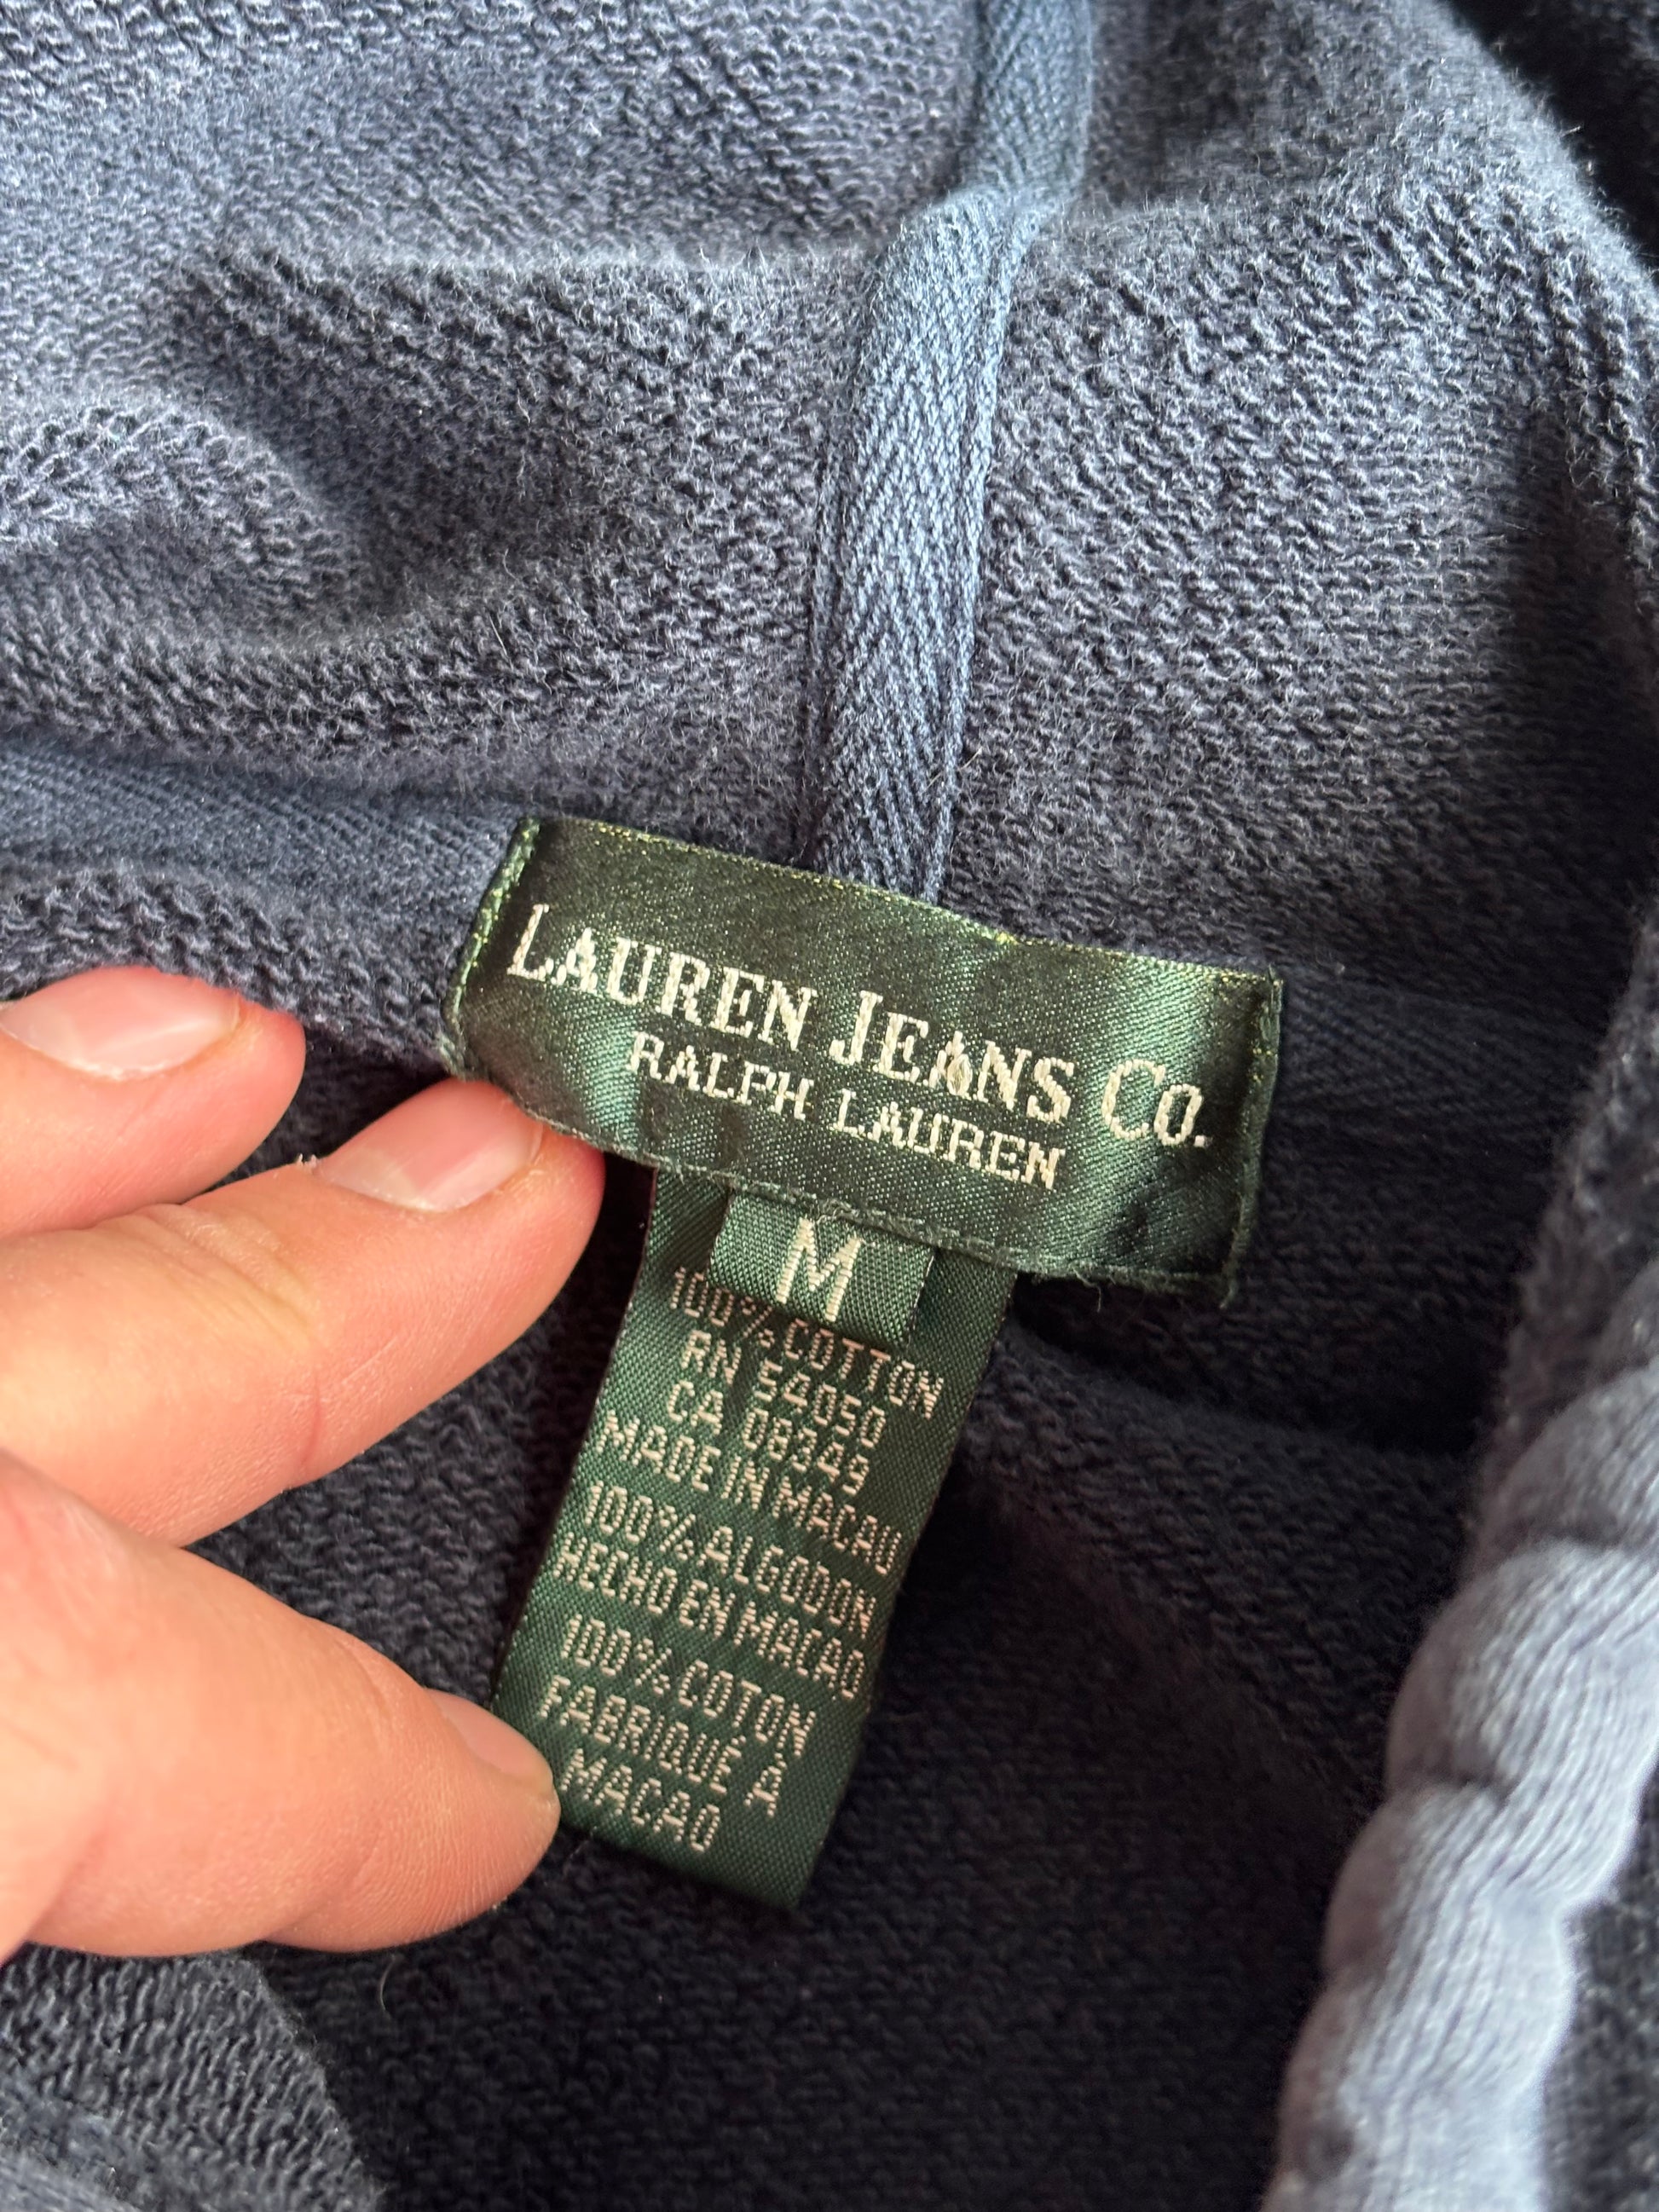 LAUREN JEANS CO.
RALPH LAUREN
M
100% COTTON
RN 54050
CA 08349
MADE IN MACAU
100% ALGODON
HECHO EN MACAO
100% COTON
FABRIQUÉ À
MACAO